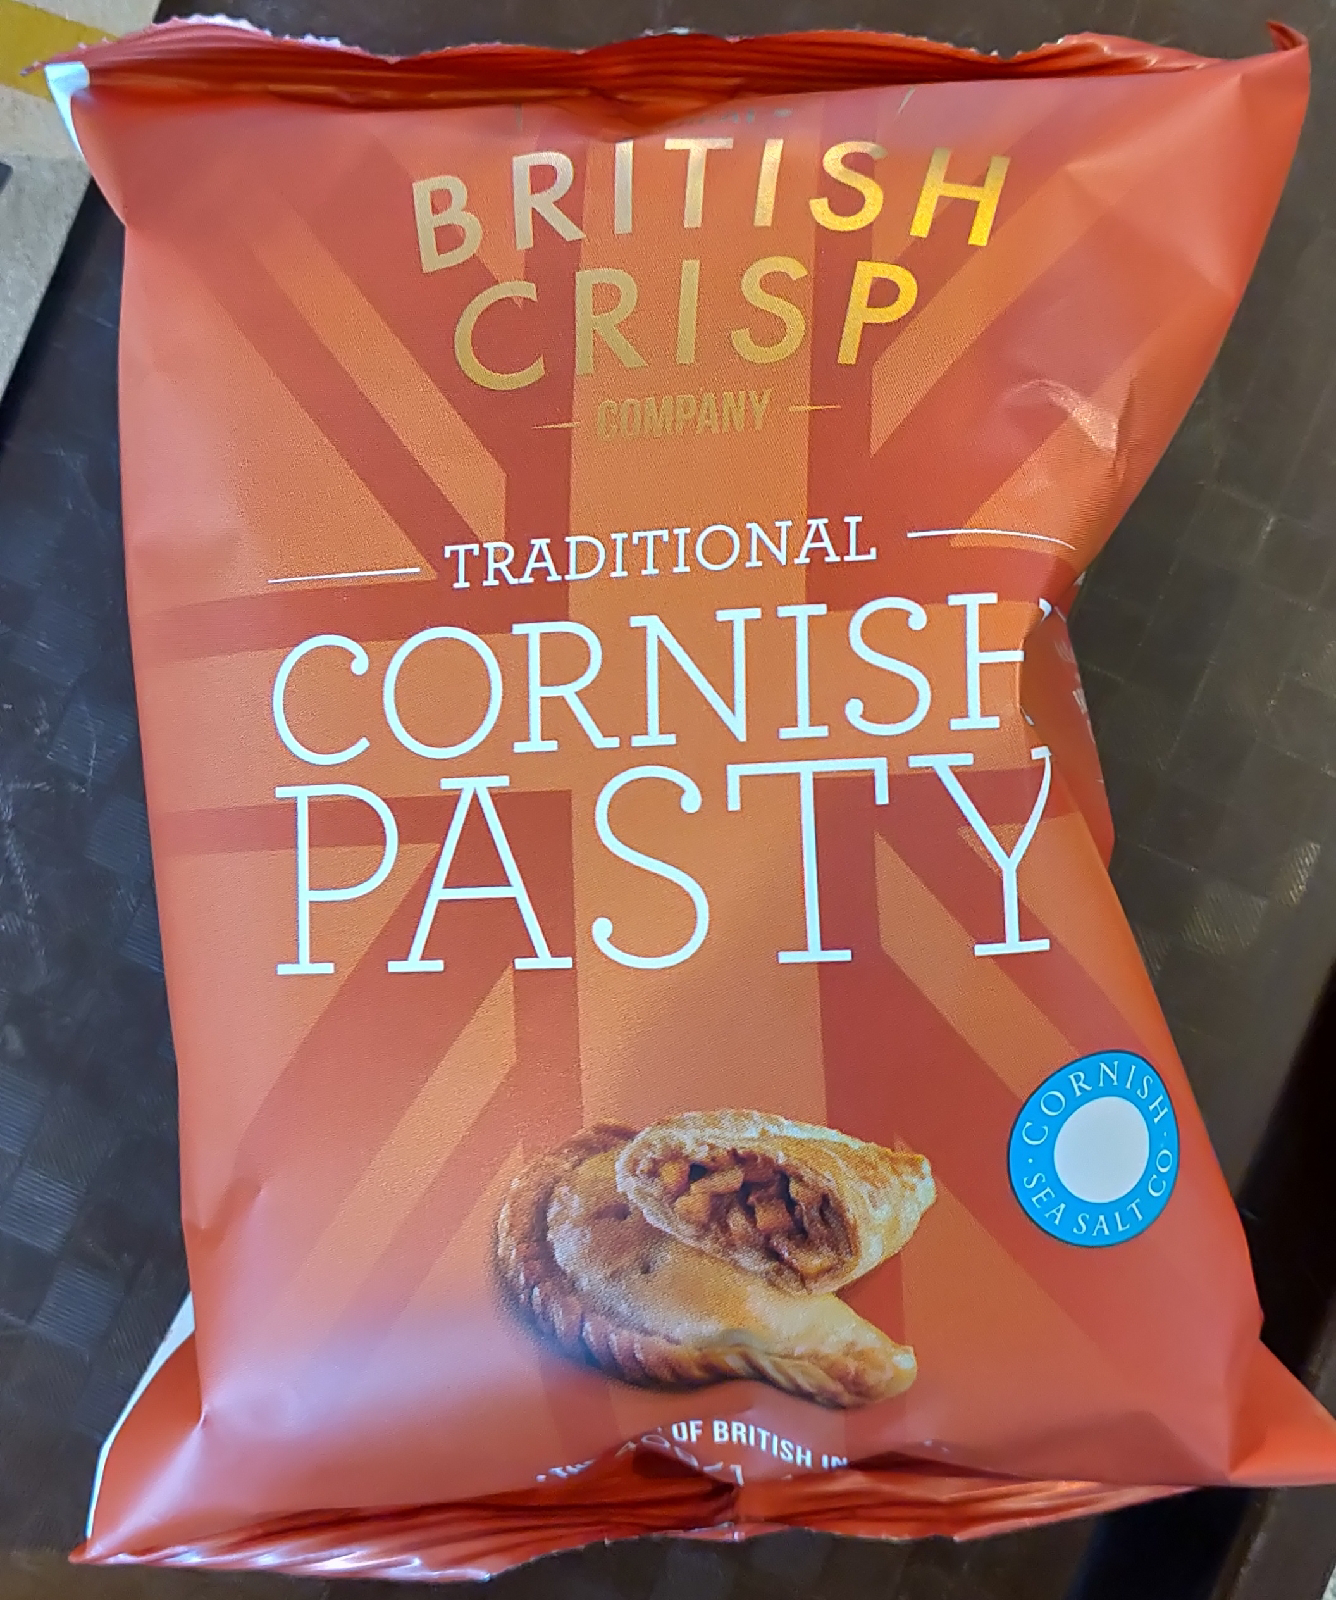 BRITISH
CRISP
COMPANY
TRADITIONAL
CORNISH
PASTY
CORNISH
SEA SALT CO
OF BRITISH